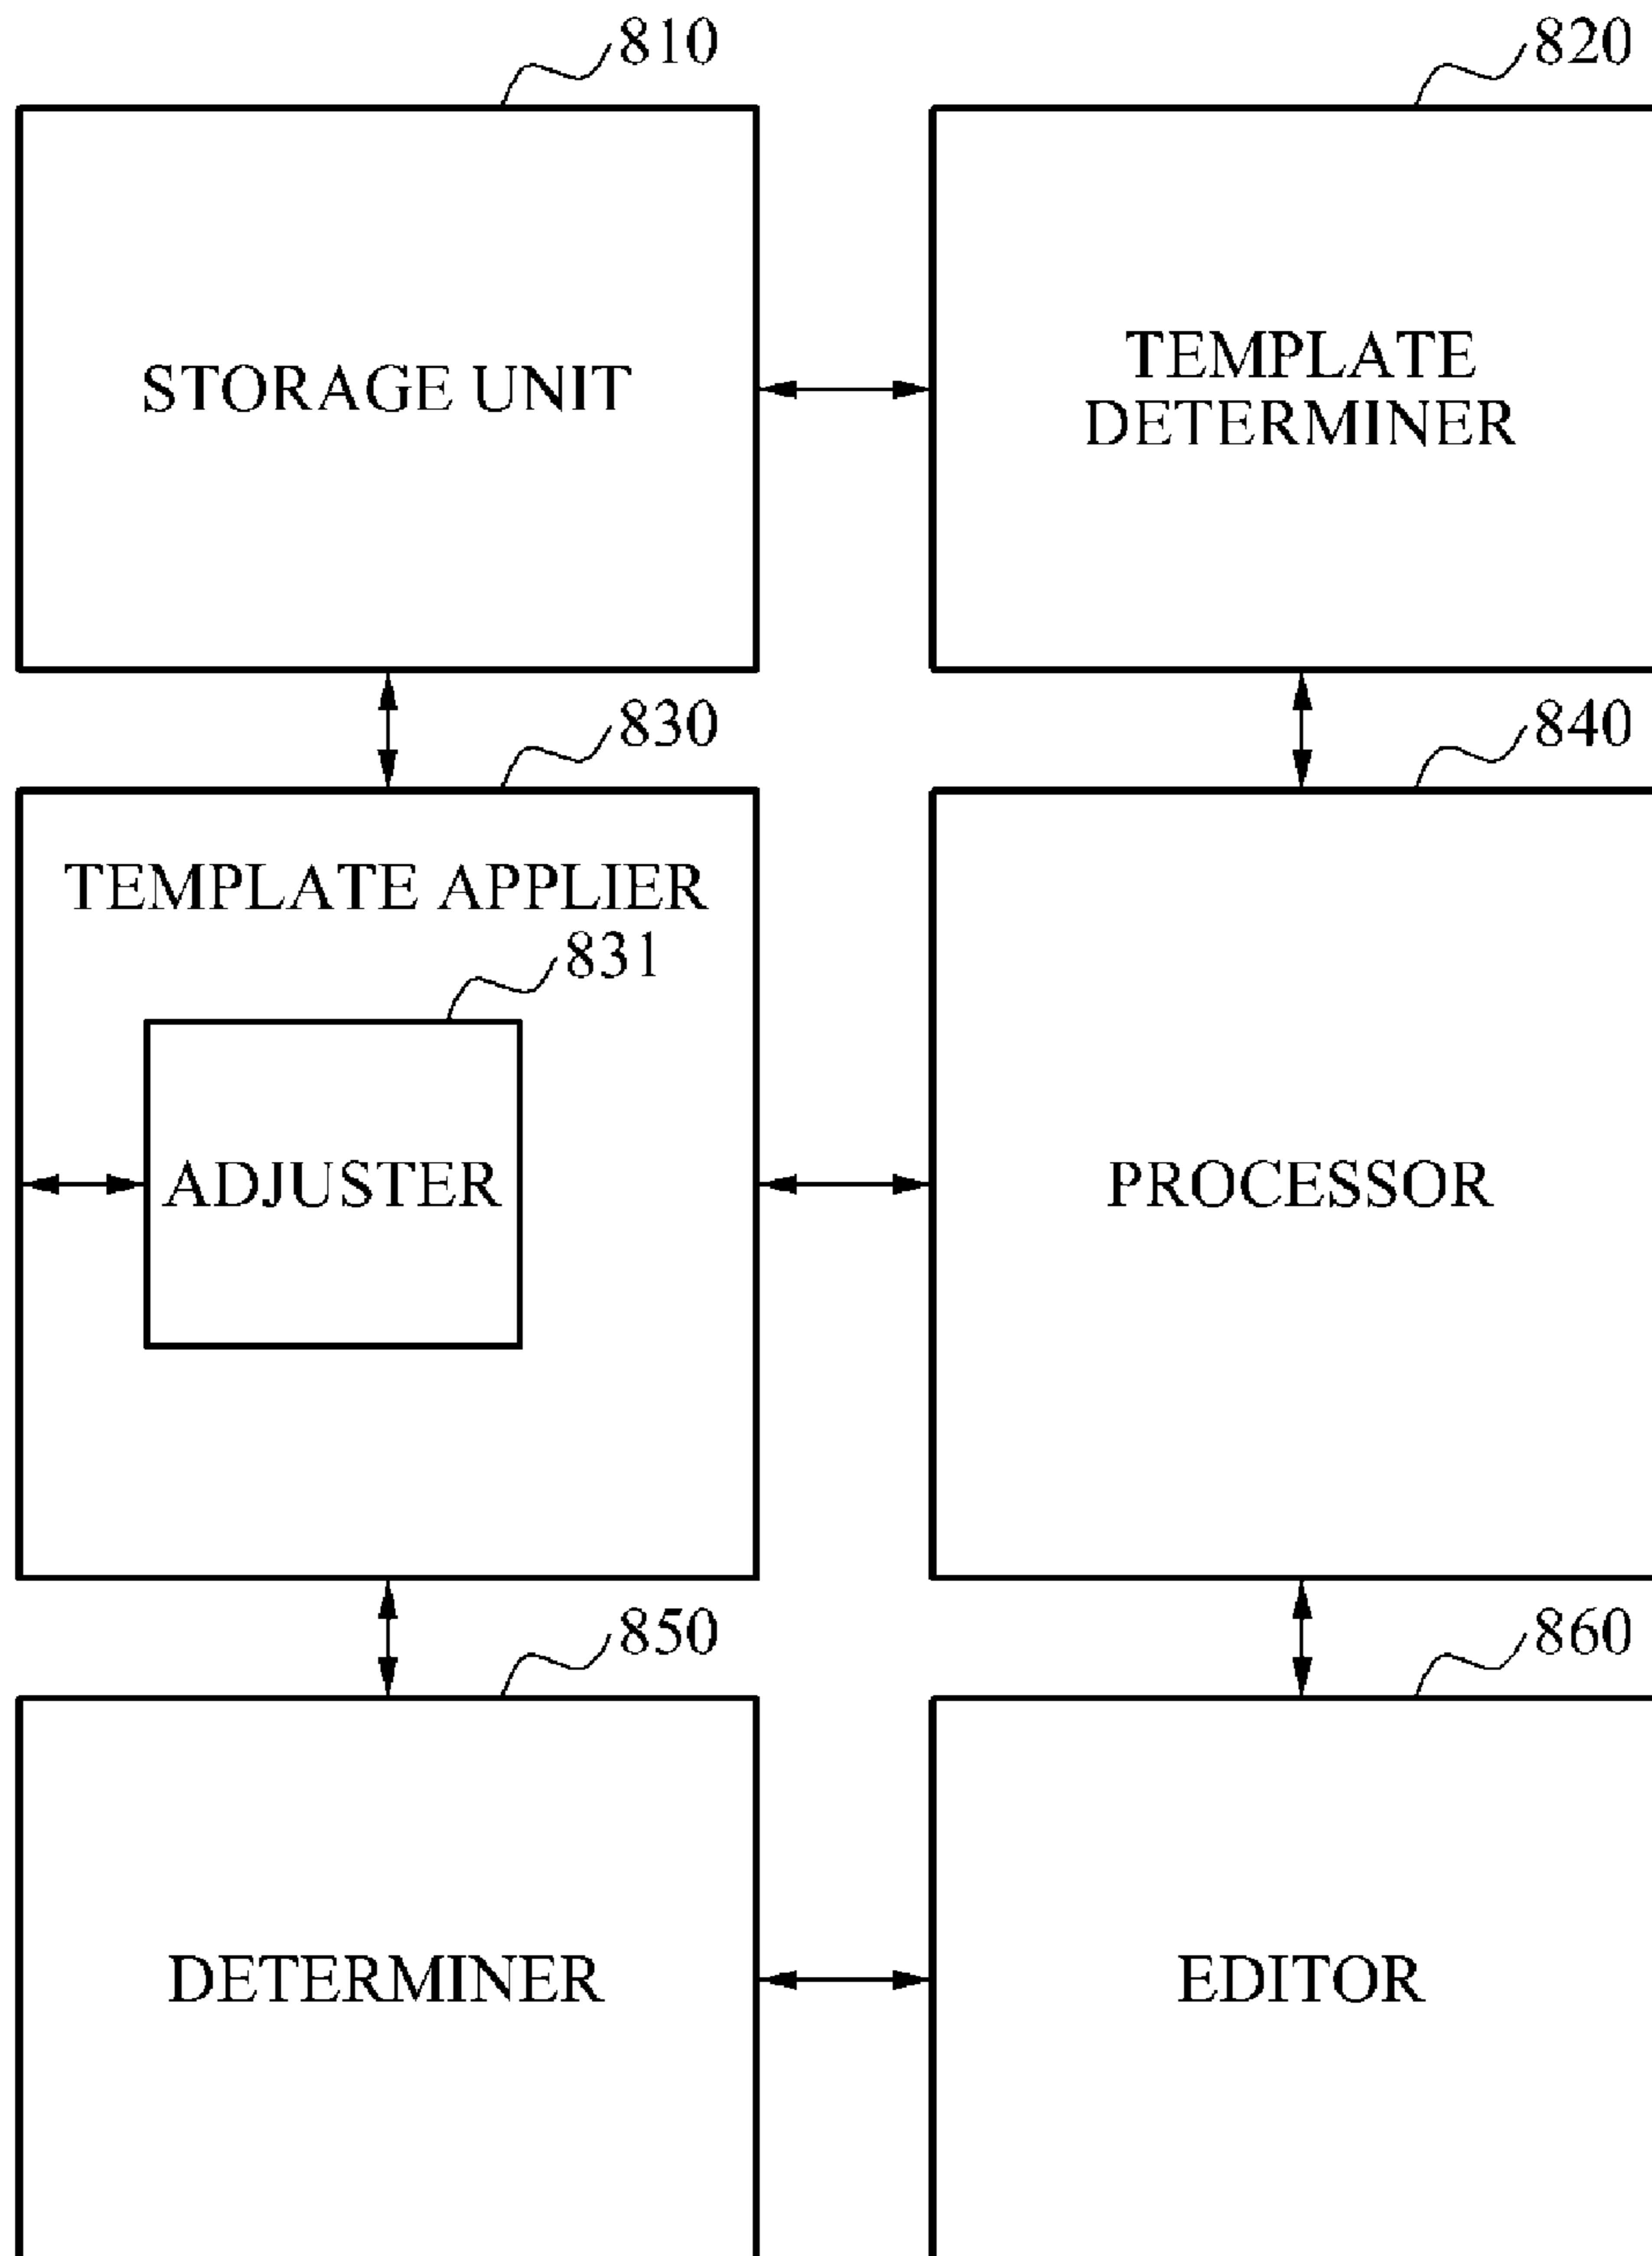 810
820
STORAGE UNIT
TEMPLATE
DETERMINER
830
840
TEMPLATE APPLIER
831
ADJUSTER
PROCESSOR
850
860
DETERMINER
EDITOR